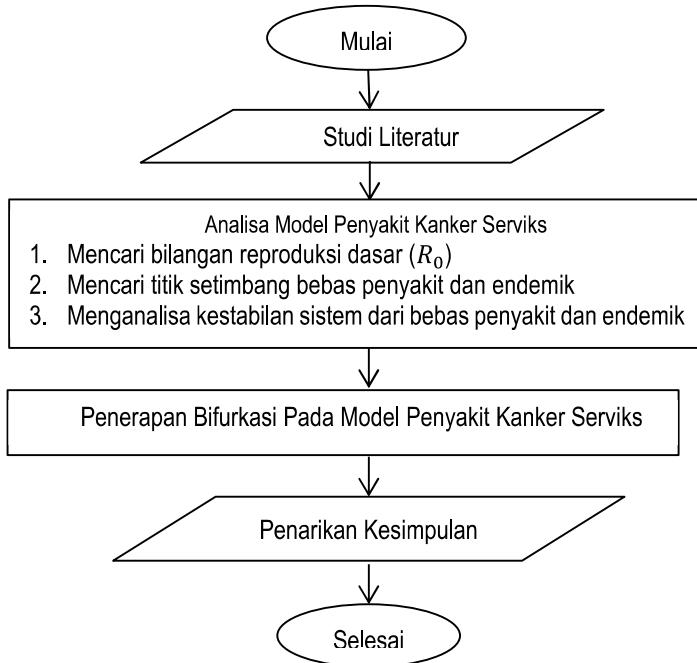 Mulai
Studi Literatur
Analisa Model Penyakit Kanker Serviks
1. Mencari bilangan reproduksi dasar (R₀)
2. Mencari titik setimbang bebas penyakit dan endemik
3. Menganalisa kestabilan sistem dari bebas penyakit dan endemik
Penerapan Bifurkasi Pada Model Penyakit Kanker Serviks
Penarikan Kesimpulan
Selesai